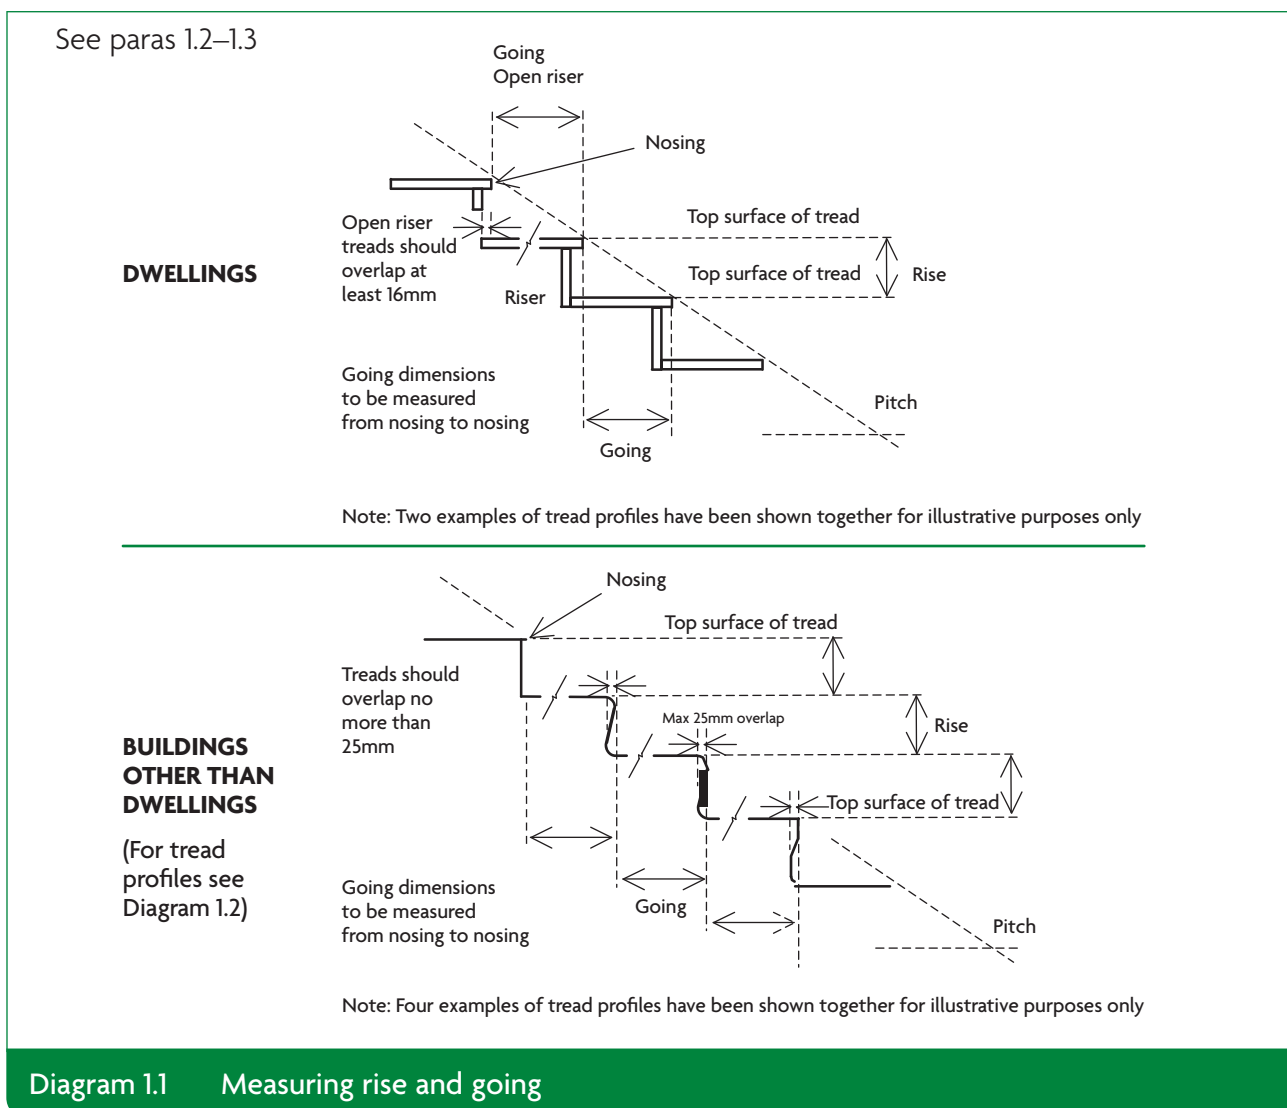 See paras 1.2–1.3
Going
Open riser
Nosing
Open riser
treads should
overlap at
least 16mm
Top surface of tread
DWELLINGS
Top surface of tread
Rise
Riser
Going dimensions
to be measured
from nosing to nosing
Pitch
Going
Note: Two examples of tread profiles have been shown together for illustrative purposes only
Nosing
Top surface of tread
Treads should
overlap no
more than
25mm
Max 25mm overlap
Rise
BUILDINGS
OTHER THAN
DWELLINGS
Top surface of tread
(For tread
profiles see
Diagram 1.2)
Going dimensions
to be measured
from nosing to nosing
Going
Pitch
Note: Four examples of tread profiles have been shown together for illustrative purposes only
Diagram 1.1 Measuring rise and going